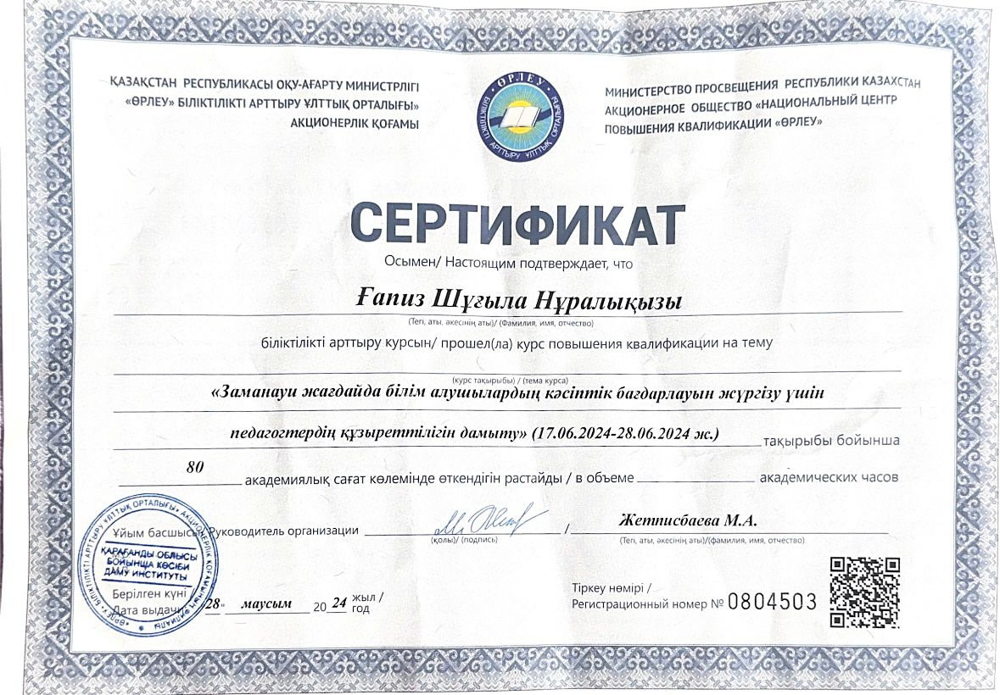 ҚАЗАҚСТАН РЕСПУБЛИКАСЫ ОҚУ-АҒАРТУ МИНИСТРЛІГІ
«ӨРЛЕУ» БІЛІКТІЛІКТІ АРТТЫРУ ҰЛТТЫҚ ОРТАЛЫҒЫ»
АКЦИОНЕРЛІК ҚОҒАМЫ
ӨРЛЕУ
БІЛІКТІЛІКТІ АРТТЫРУ ҰЛТТЫҚ ОРТАЛЫҒЫ
МИНИСТЕРСТВО ПРОСВЕЩЕНИЯ РЕСПУБЛИКИ КАЗАХСТАН
АКЦИОНЕРНОЕ ОБЩЕСТВО «НАЦИОНАЛЬНЫЙ ЦЕНТР
ПОВЫШЕНИЯ КВАЛИФИКАЦИИ «ӨРЛЕУ»
СЕРТИФИКАТ
Осымен/ Настоящим подтверждает, что
Ғапиз Шұғыла Нұралықызы
(Тегі, аты, әкесінің аты)/ (Фамилия, имя, отчество)
біліктілікті арттыру курсын/ прошел(ла) курс повышения квалификации на тему
(курс тақырыбы) / (тема курса)
«Заманауи жағдайда білім алушылардың кәсіптік бағдарлауын жүргізу үшін
педагогтердің құзыреттілігін дамыту» (17.06.2024-28.06.2024 ж.) тақырыбы бойынша
80 академиялық сағат көлемінде өткендігін растайды / в объеме академических часов
Ұйым басшысы Руководитель организации / Жетписбаева М.А.
(қолы)/ (подпись) (Тегі, аты, әкесінің аты)/(фамилия, имя, отчество)
ҚАРАҒАНДЫ ОБЛЫСЫ
БОЙЫНША КӘСІБИ
ДАМУ ИНСТИТУТЫ
«ӨРЛЕУ» БІЛІКТІЛІКТІ АРТТЫРУ ҰЛТТЫҚ ОРТАЛЫҒЫ» АКЦИОНЕРЛІК ҚОҒАМЫНЫҢ ФИЛИАЛЫ
Берілген күні /
Дата выдачи 28 " маусым 20 24 жыл / год
Тіркеу нөмірі /
Регистрационный номер № 0804503